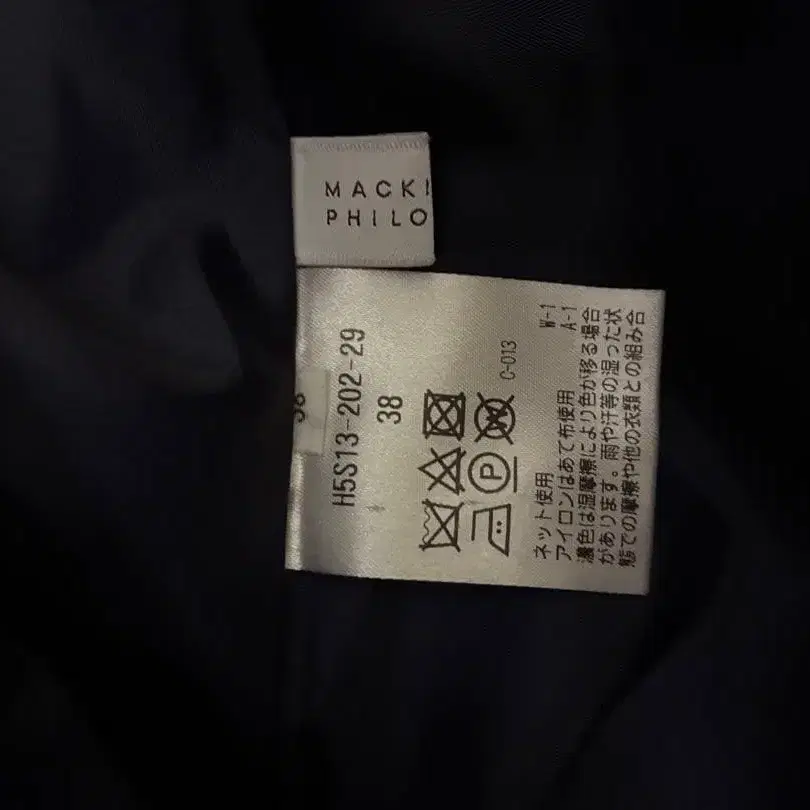 MACKI
PHILO
38
H5S13-202-29
38
C-013
ネット使用
アイロンはあて布使用
濃色は湿摩擦により色が移る場合
があります。雨や汗等の湿った状
態での摩擦や他の衣類との組み合
W-1
A-1